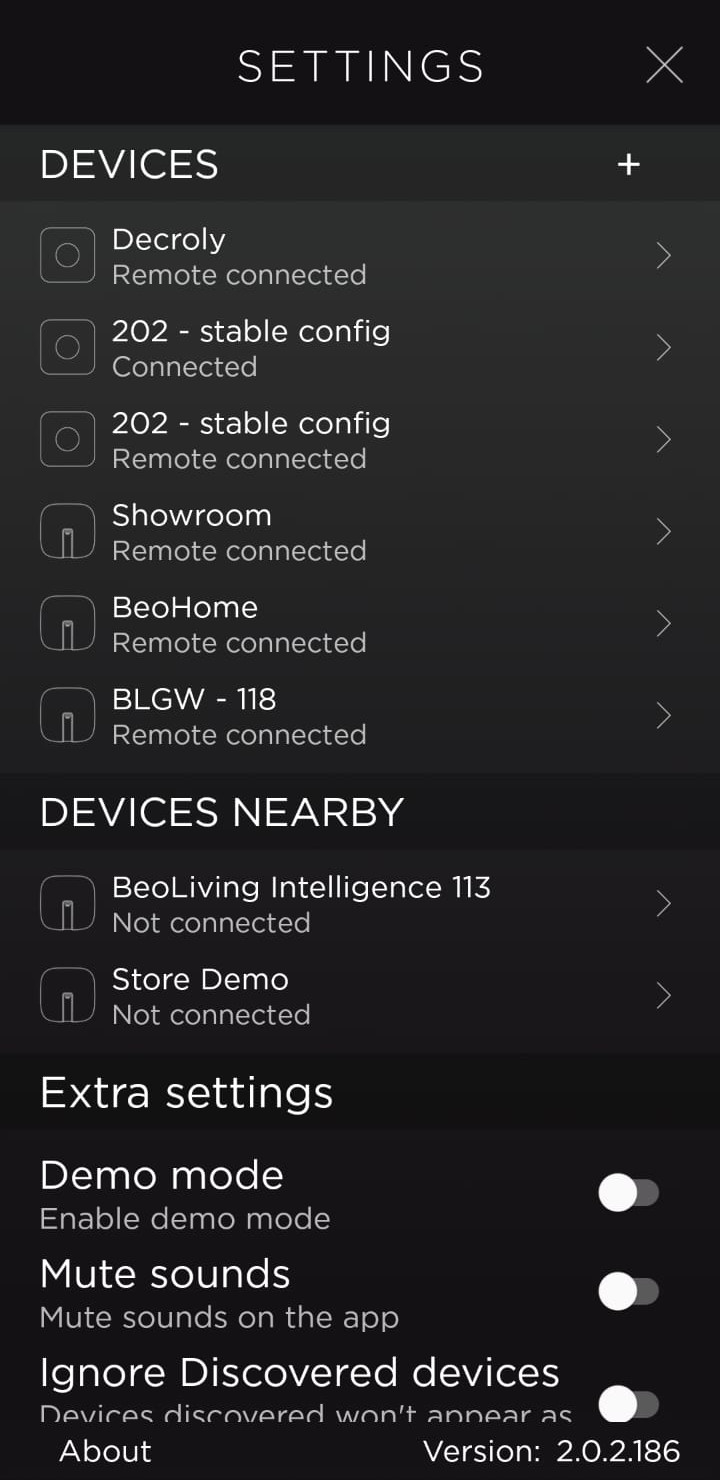 SETTINGS
DEVICES
+
Decroly
Remote connected
202 - stable config
Connected
202 - stable config
Remote connected
Showroom
Remote connected
BeoHome
Remote connected
BLGW - 118
Remote connected
DEVICES NEARBY
BeoLiving Intelligence 113
Not connected
Store Demo
Not connected
Extra settings
Demo mode
Enable demo mode
Mute sounds
Mute sounds on the app
Ignore Discovered devices
Devices discovered won't appear as
About Version: 2.0.2.186